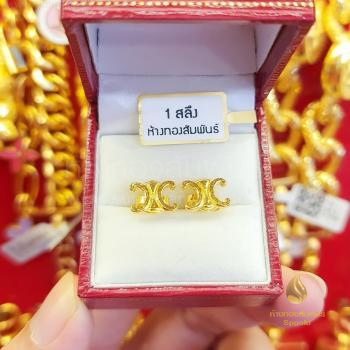 1 สลึง
ห้างทองสัมพันธ์